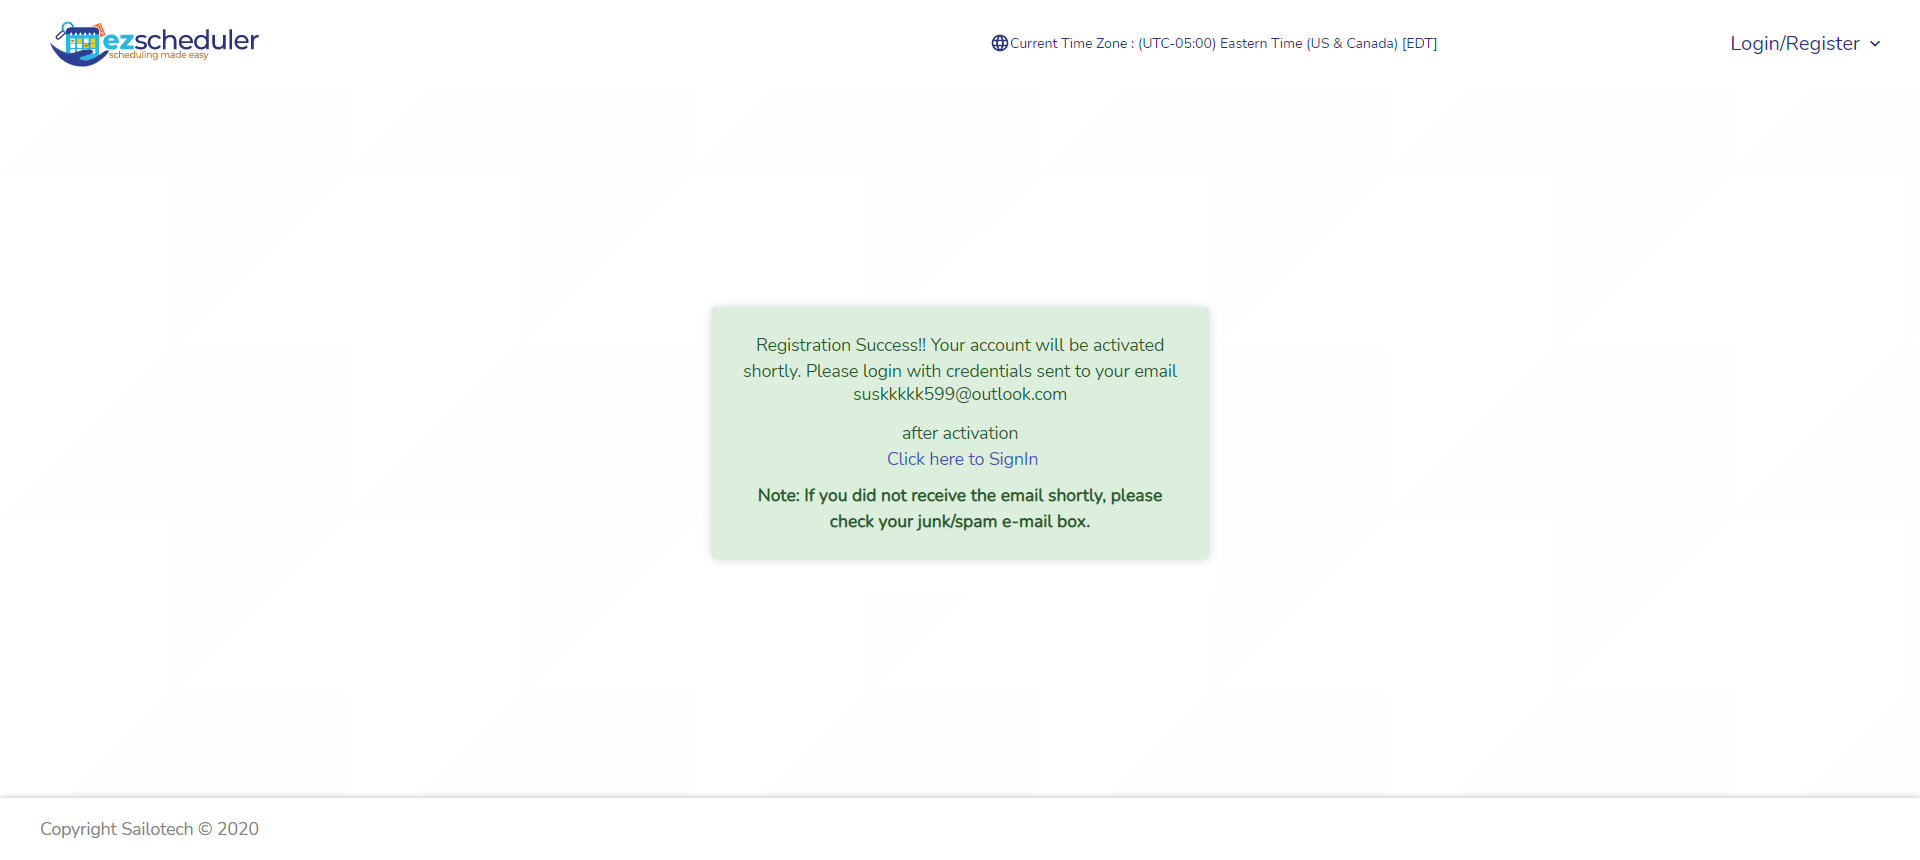 ezscheduler
scheduling made easy
Current Time Zone : (UTC-05:00) Eastern Time (US & Canada) [EDT]
Login/Register
Registration Success!! Your account will be activated
shortly. Please login with credentials sent to your email
suskkkkk599@outlook.com
after activation
Click here to SignIn
Note: If you did not receive the email shortly, please
check your junk/spam e-mail box.
Copyright Sailotech © 2020